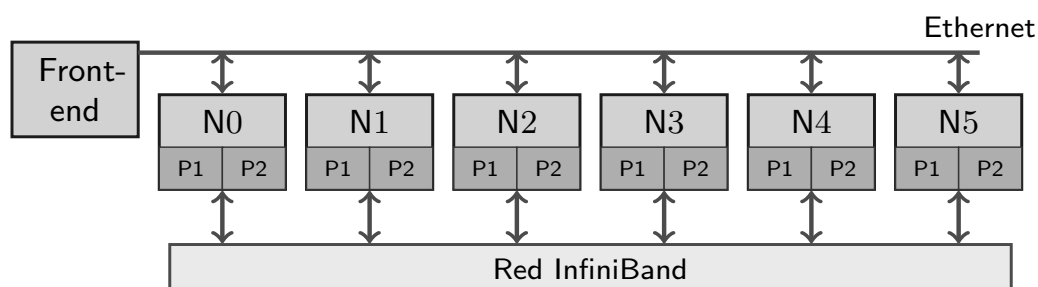 Ethernet
Front-
end
N0 N1 N2 N3 N4 N5
P1 P2 P1 P2 P1 P2 P1 P2 P1 P2 P1 P2
Red InfiniBand